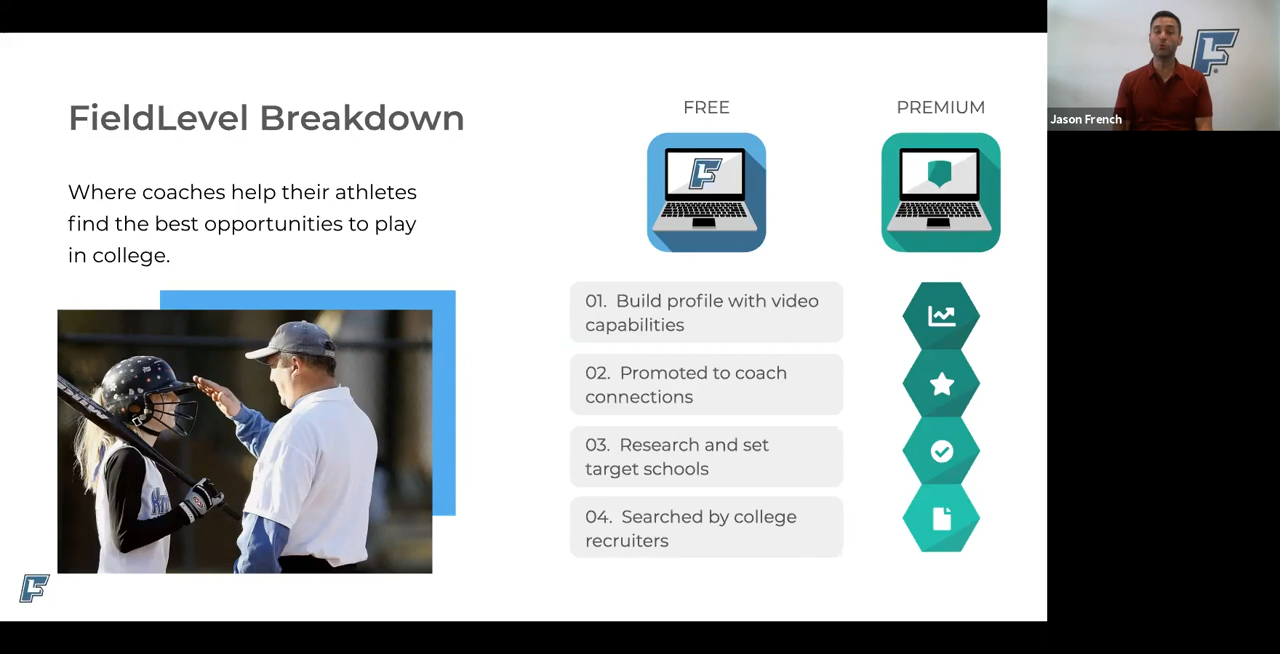 FieldLevel Breakdown
Where coaches help their athletes
find the best opportunities to play
in college.
FREE
PREMIUM
01. Build profile with video
capabilities
02. Promoted to coach
connections
03. Research and set
target schools
04. Searched by college
recruiters
Jason French